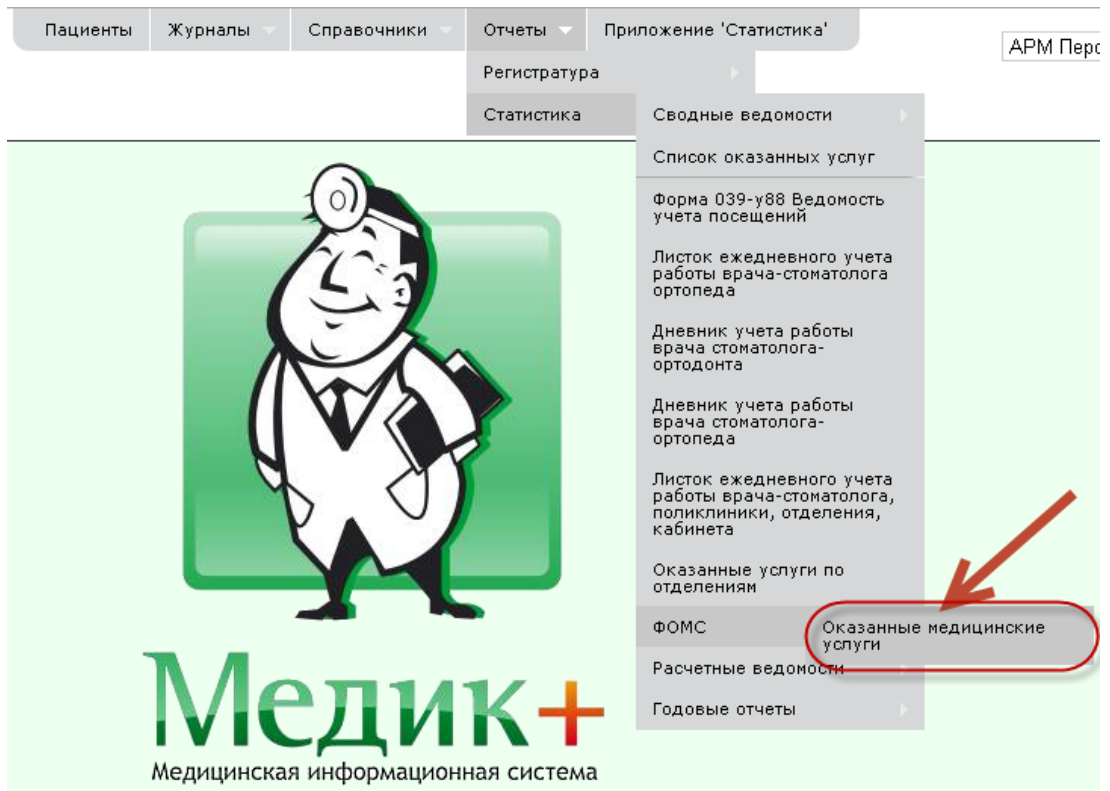 Пациенты Журналы Справочники Отчеты Приложение 'Статистика'
АРМ Перс
Регистратура
Статистика
Сводные ведомости
Список оказанных услуг
Форма 039-у88 Ведомость
учета посещений
Листок ежедневного учета
работы врача-стоматолога
ортопеда
Дневник учета работы
врача стоматолога-
ортодонта
Дневник учета работы
врача стоматолога-
ортопеда
Листок ежедневного учета
работы врача-стоматолога,
поликлиники, отделения,
кабинета
Оказанные услуги по
отделениям
ФОМС
Оказанные медицинские
услуги
Расчетные ведомости
Годовые отчеты
Медик+
Медицинская информационная система